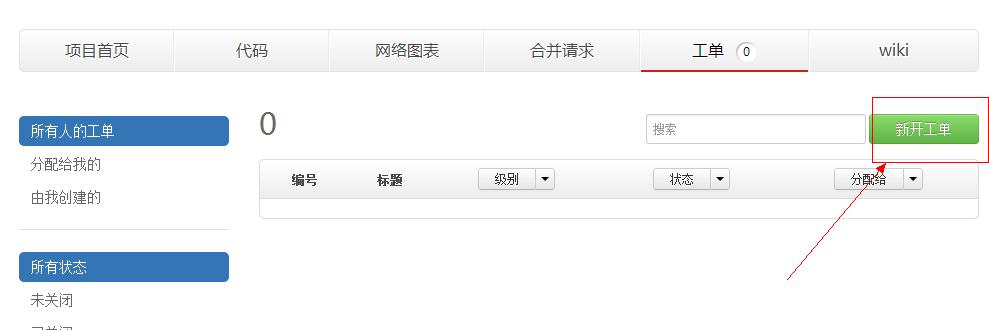 项目首页 代码 网络图表 合并请求 工单 0 wiki
所有人的工单
分配给我的
由我创建的
所有状态
未关闭
已关闭
0
搜索 新开工单
编号 标题 级别 状态 分配给